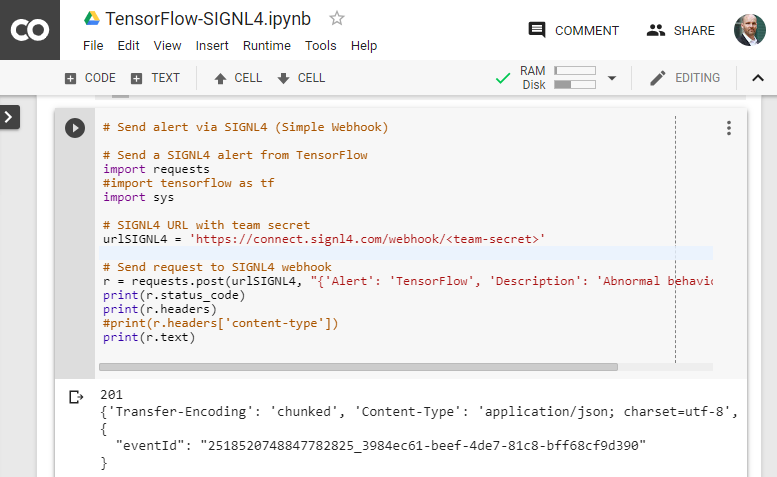 CO
TensorFlow-SIGNL4.ipynb
COMMENT
SHARE
File Edit View Insert Runtime Tools Help
CODE
TEXT
CELL
CELL
RAM
Disk
EDITING
# Send alert via SIGNL4 (Simple Webhook)
# Send a SIGNL4 alert from TensorFlow
import requests
#import tensorflow as tf
import sys
# SIGNL4 URL with team secret
urlSIGNL4 = 'https://connect.signl4.com/webhook/<team-secret>'
# Send request to SIGNL4 webhook
r = requests.post(urlSIGNL4, "{'Alert': 'TensorFlow', 'Description': 'Abnormal
print(r.status_code)
print(r.headers)
#print(r.headers['content-type'])
print(r.text)
201
{'Transfer-Encoding': 'chunked', 'Content-Type': 'application/json; charset=utf-8',
{
"eventId": "2518520748847782825_3984ec61-beef-4de7-81c8-bff68cf9d390"
}